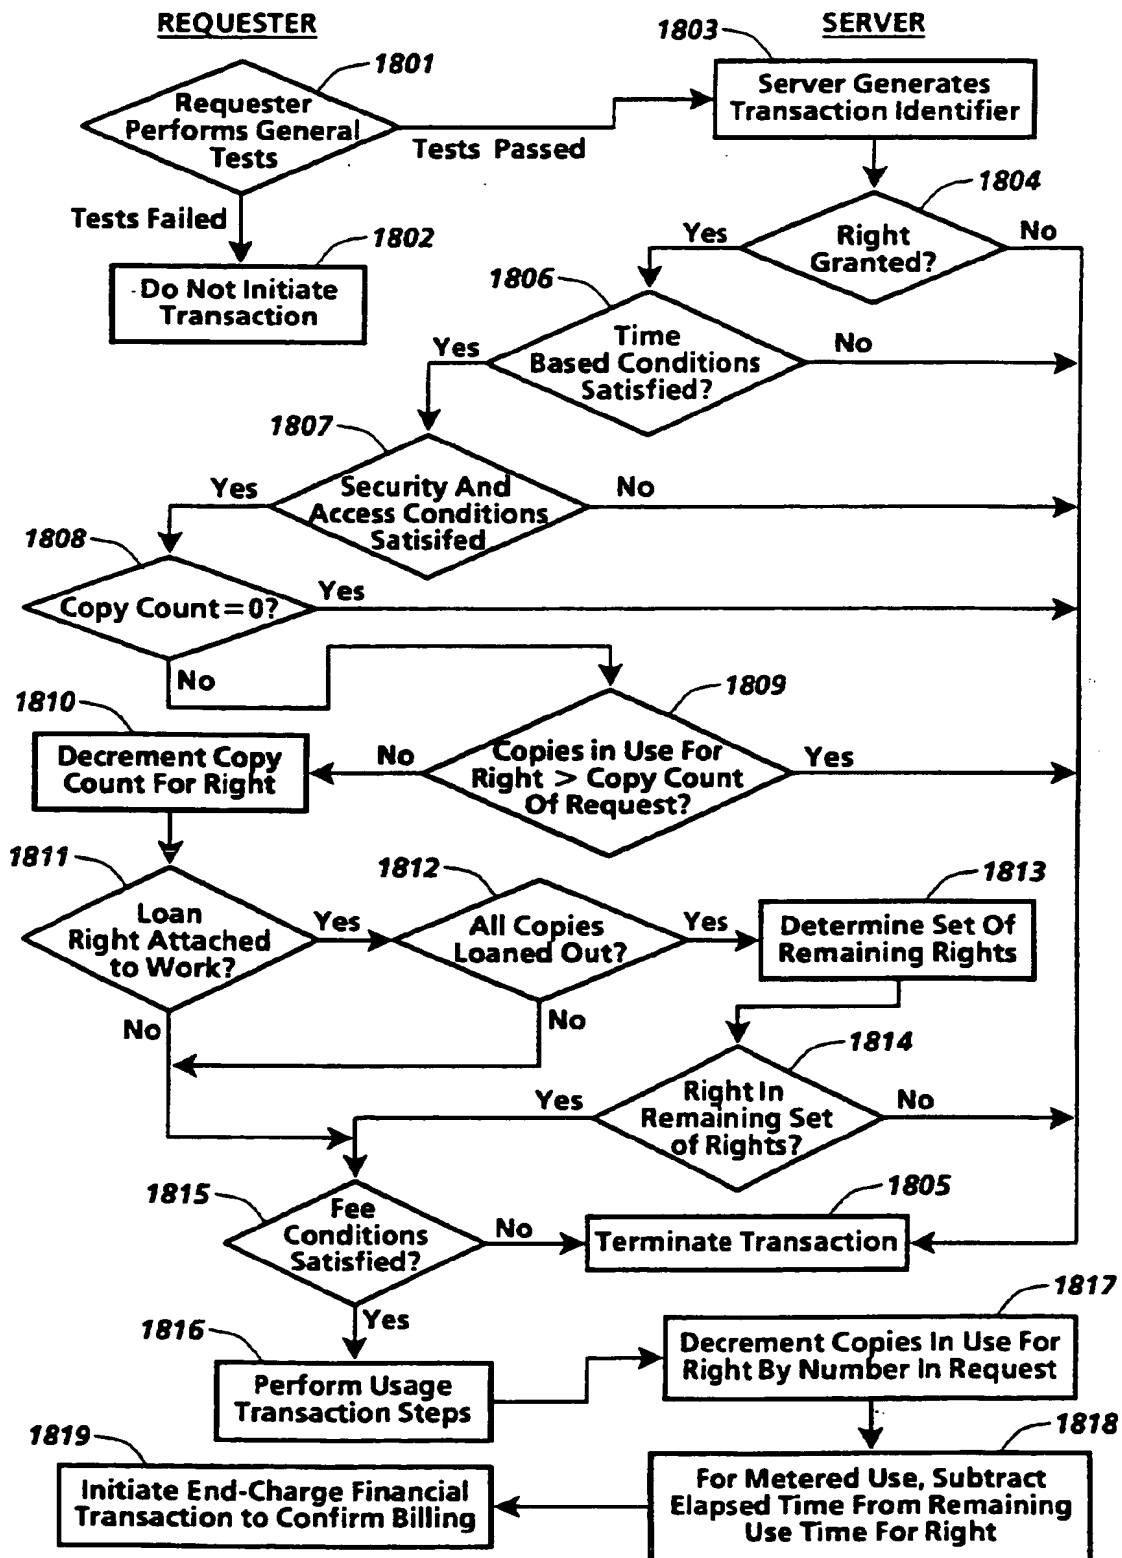 REQUESTER
SERVER
1801
1803
Requester
Performs General
Tests
Tests Passed
Server Generates
Transaction Identifier
Tests Failed
1802
Do Not Initiate
Transaction
1804
Right
Granted?
Yes
No
1806
Time
Based Conditions
Satisfied?
Yes
No
1807
Security And
Access Conditions
Satisifed
Yes
No
1808
Copy Count = 0?
Yes
No
1809
Copies in Use For
Right > Copy Count
Of Request?
No
Yes
1810
Decrement Copy
Count For Right
1811
Loan
Right Attached
to Work?
Yes
No
1812
All Copies
Loaned Out?
Yes
No
1813
Determine Set Of
Remaining Rights
1814
Right In
Remaining Set
of Rights?
Yes
No
1815
Fee
Conditions
Satisfied?
No
Yes
1805
Terminate Transaction
1816
Perform Usage
Transaction Steps
1817
Decrement Copies In Use For
Right By Number In Request
1818
For Metered Use, Subtract
Elapsed Time From Remaining
Use Time For Right
1819
Initiate End-Charge Financial
Transaction to Confirm Billing